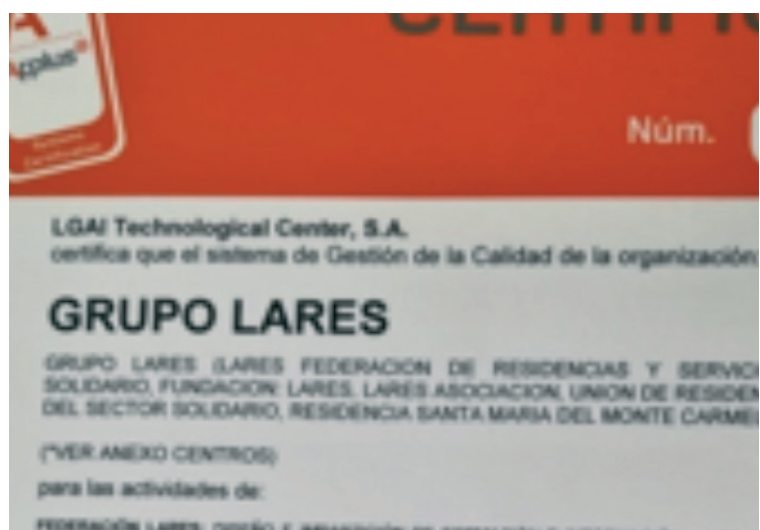 Applus
Núm.
LGAI Technological Center, S.A.
certifica que el sistema de Gestión de la Calidad de la organización:
GRUPO LARES
GRUPO LARES (LARES FEDERACION DE RESIDENCIAS Y
SOLIDARIO, FUNDACION LARES, LARES ASOCIACION, UNION DE
DEL SECTOR SOLIDARIO, RESIDENCIA SANTA MARIA DEL MONTE
(*VER ANEXO CENTROS)
para las actividades de:
FEDERACIÓN LARES: